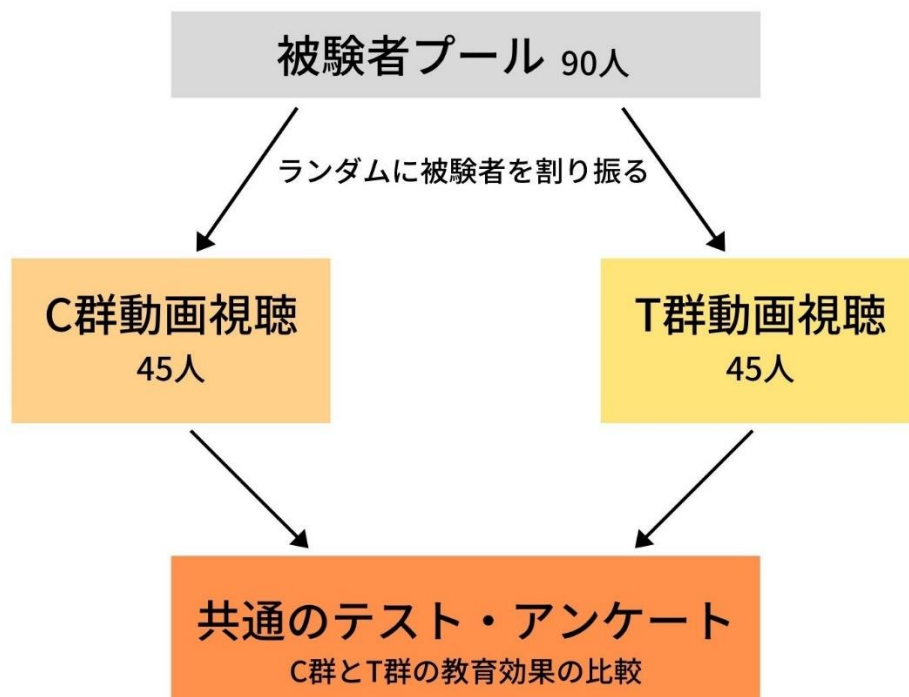 被験者プール 90人
ランダムに被験者を割り振る
C群動画視聴
45人
T群動画視聴
45人
共通のテスト・アンケート
C群とT群の教育効果の比較